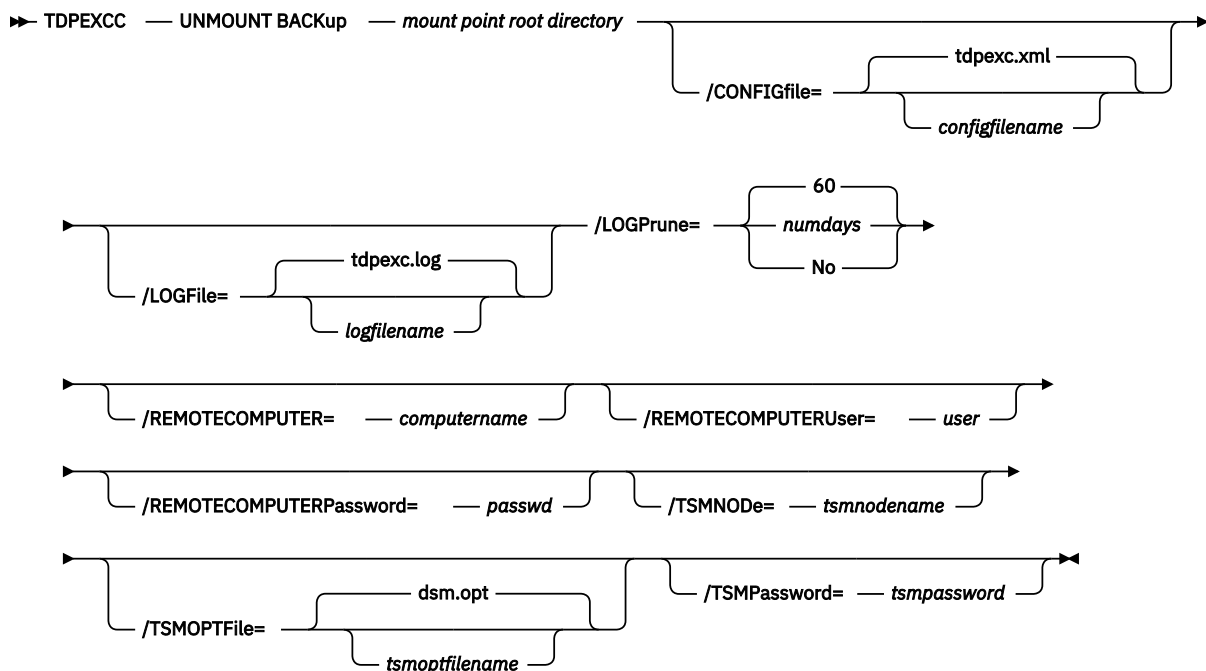 TDPEXCC UNMOUNT BACKup mount point root directory
tdpexc.xml
/CONFIGfile=
configfilename
/LOGPrune=
60
numdays
No
tdpexc.log
/LOGFile=
logfilename
/REMOTECOMPUTER= computername /REMOTECOMPUTERUser= user
/REMOTECOMPUTERPassword= passwd /TSMNODe= tsmnodename
dsm.opt
/TSMOPTFile=
tsmoptfilename
/TSMPassword= tsmpassword